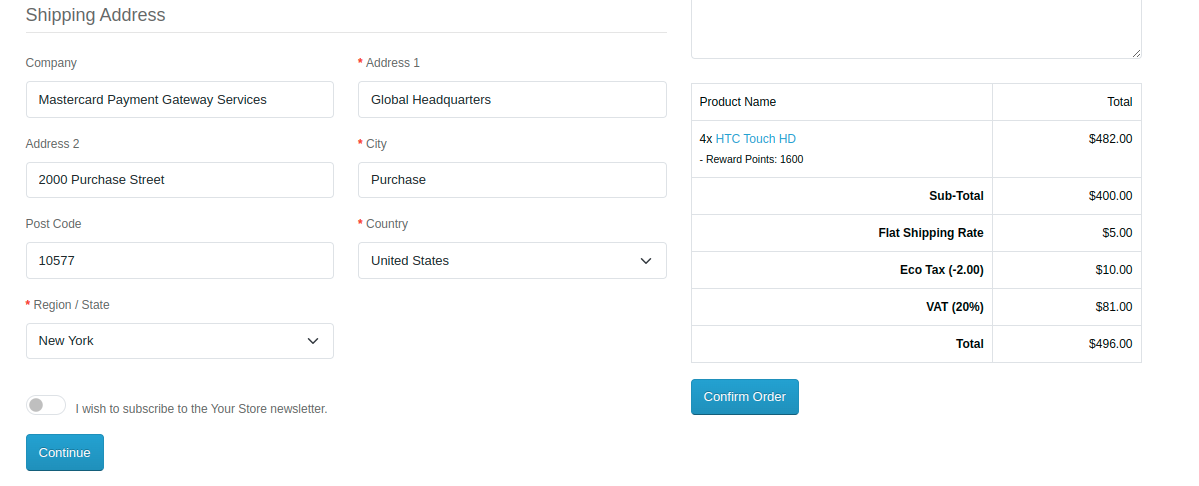 Shipping Address
Company
* Address 1
Mastercard Payment Gateway Services
Global Headquarters
Address 2
* City
2000 Purchase Street
Purchase
Post Code
* Country
10577
United States
* Region / State
New York
I wish to subscribe to the Your Store newsletter.
Continue
Product Name Total
4x HTC Touch HD $482.00
- Reward Points: 1600
Sub-Total $400.00
Flat Shipping Rate $5.00
Eco Tax (-2.00) $10.00
VAT (20%) $81.00
Total $496.00
Confirm Order